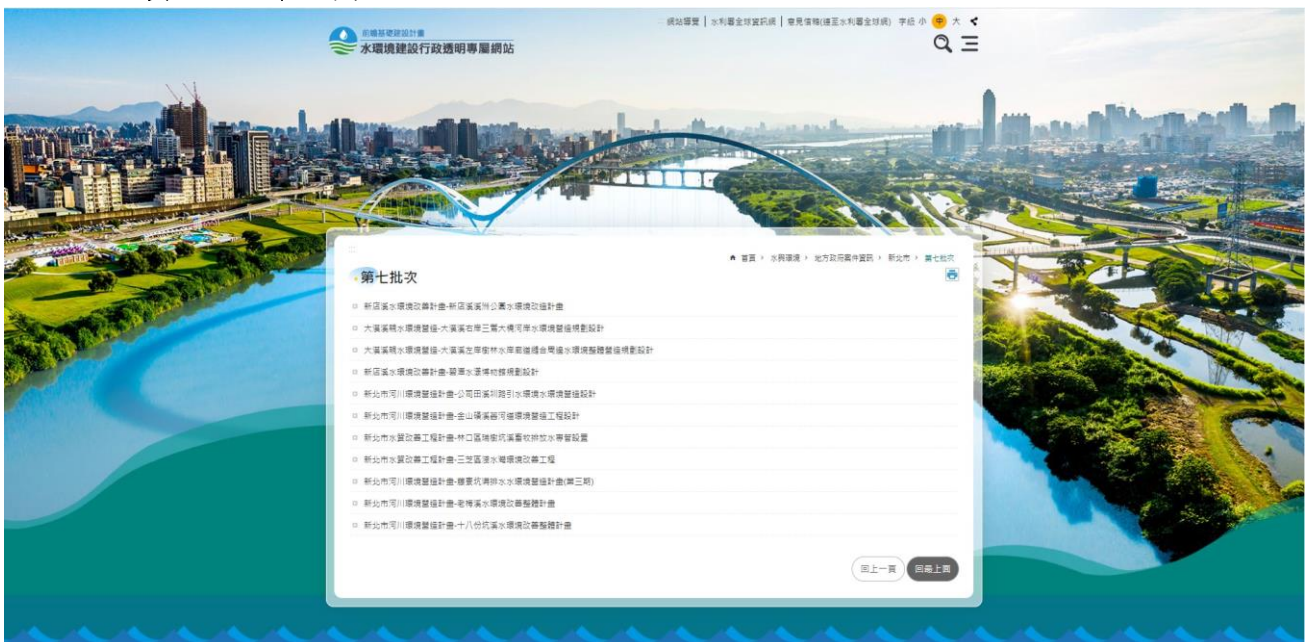 網站導覽 | 水利署全球資訊網 | 意見信箱(連至水利署全球網) 字級 小 中 大
前瞻基礎建設計畫
水環境建設行政透明專屬網站
首頁 › 水與環境 › 地方政府案件資訊 › 新北市 › 第七批次
第七批次
新店溪水環境改善計畫-新店溪溪洲公園水環境改造計畫
大漢溪親水環境營造-大漢溪右岸三鶯大橋河岸水環境營造規劃設計
大漢溪親水環境營造-大漢溪左岸樹林水岸廊道縫合周邊水環境整體營造規劃設計
新店溪水環境改善計畫-碧潭水漾博物館規劃設計
新北市河川環境營造計畫-公司田溪圳路引水環境水環境營造設計
新北市河川環境營造計畫-金山磺溪舊河道環境營造工程設計
新北市水質改善工程計畫-林口區瑞樹坑溪畜牧排放水專管設置
新北市水質改善工程計畫-三芝區淺水灣環境改善工程
新北市河川環境營造計畫-藤寮坑溝排水水環境營造計畫(第三期)
新北市河川環境營造計畫-老梅溪水環境改善整體計畫
新北市河川環境營造計畫-十八份坑溪水環境改善整體計畫
回上一頁 回最上面